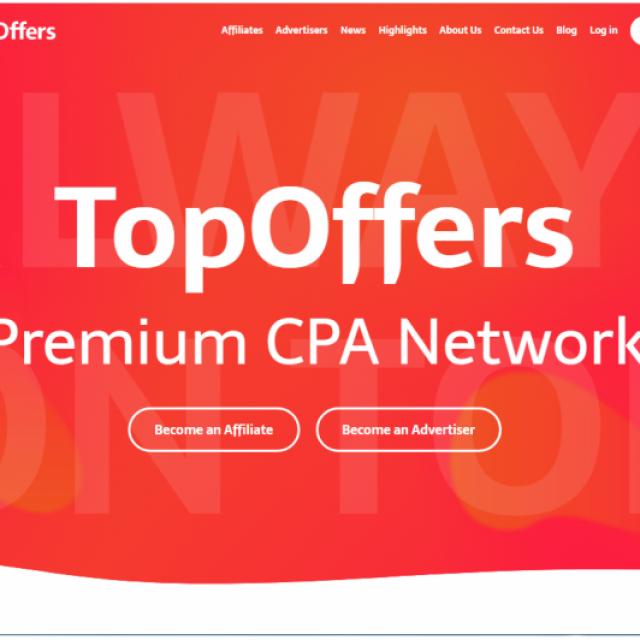 Offers
Affiliates Advertisers News Highlights About Us Contact Us Blog Log in
LWAY
TopOffers
Premium CPA Network
ON TO
Become an Affiliate Become an Advertiser